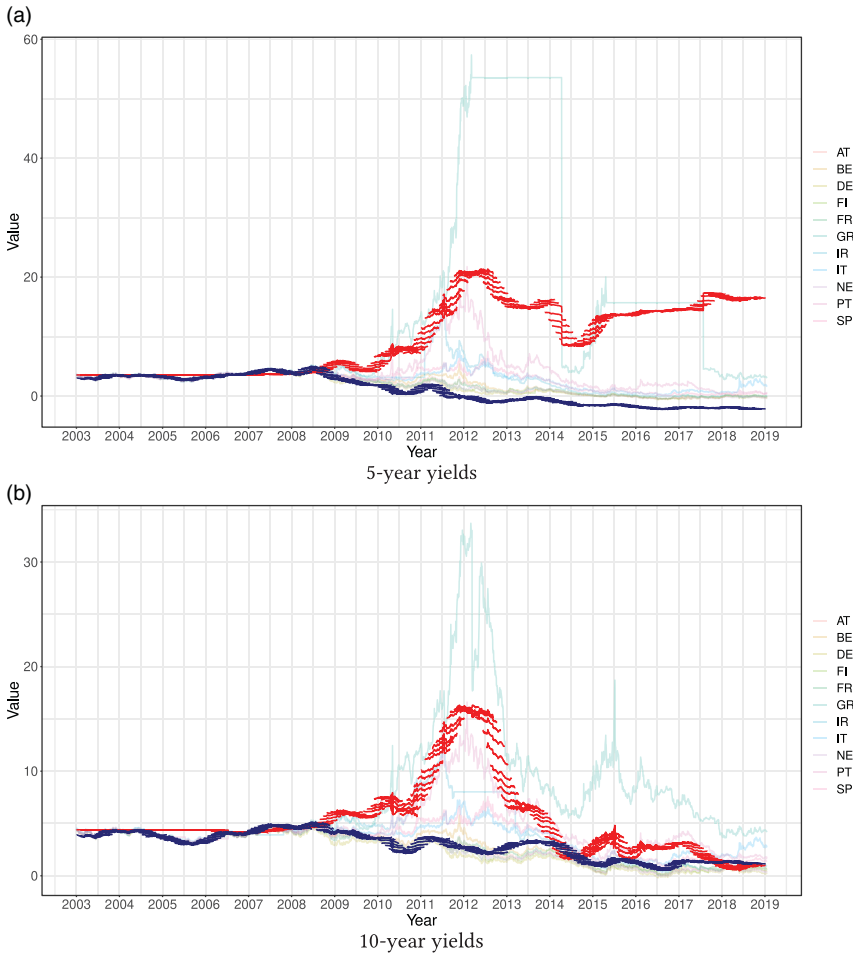 (a)
60
40
20
0
Value
2003 2004 2005 2006 2007 2008 2009 2010 2011 2012 2013 2014 2015 2016 2017 2018 2019
Year
AT
BE
DE
FI
FR
GR
IR
IT
NE
PT
SP
5-year yields
(b)
30
20
10
0
Value
2003 2004 2005 2006 2007 2008 2009 2010 2011 2012 2013 2014 2015 2016 2017 2018 2019
Year
AT
BE
DE
FI
FR
GR
IR
IT
NE
PT
SP
10-year yields